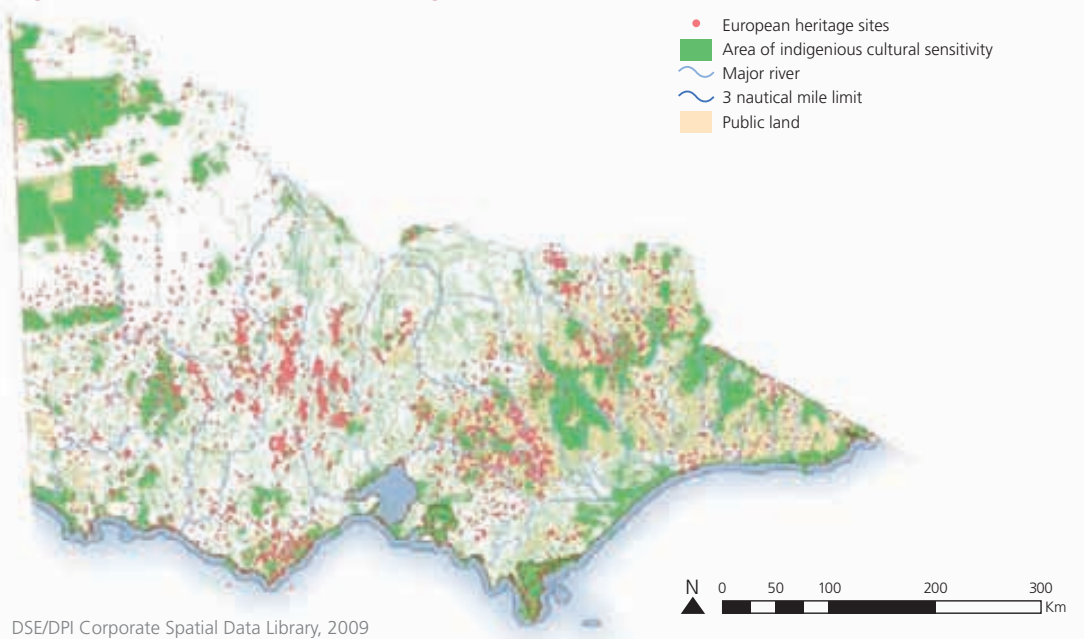 European heritage sites
Area of indigenious cultural sensitivity
Major river
3 nautical mile limit
Public land
N 0 50 100 200 300
Km
DSE/DPI Corporate Spatial Data Library, 2009